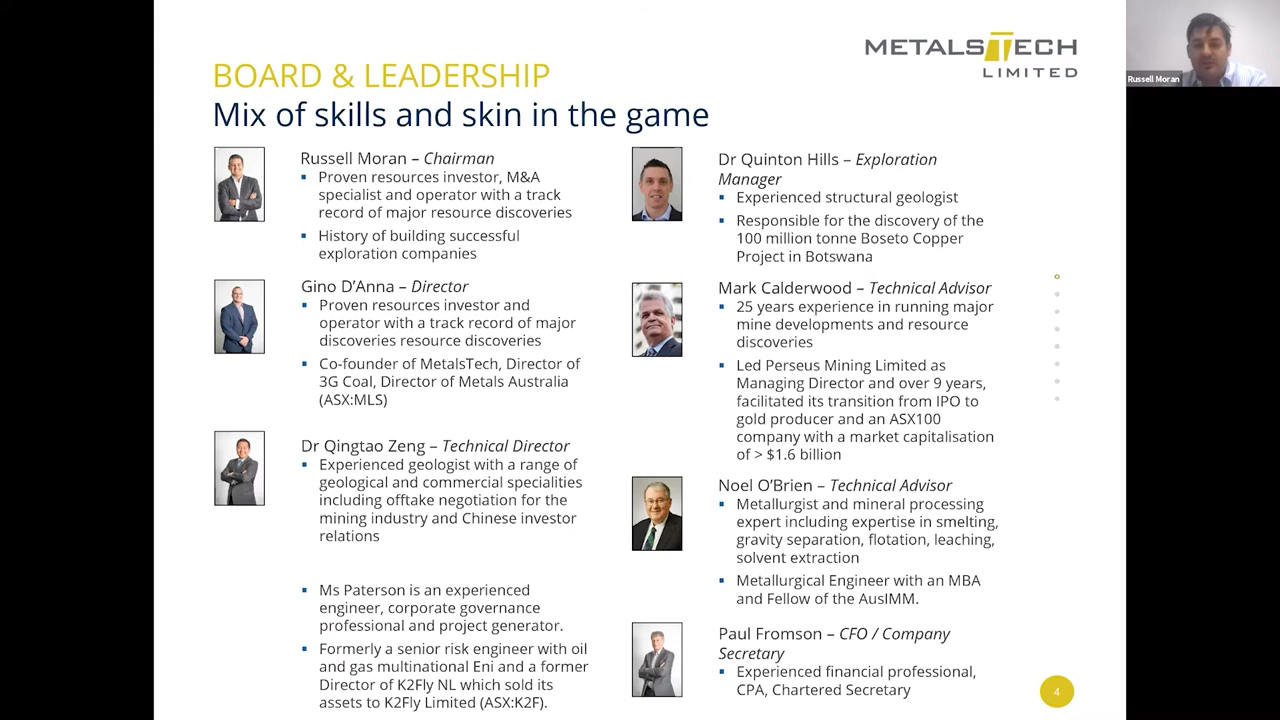 METALSTECH
LIMITED
Russell Moran
BOARD & LEADERSHIP
Mix of skills and skin in the game
Russell Moran – Chairman
Proven resources investor, M&A
specialist and operator with a track
record of major resource discoveries
History of building successful
exploration companies
Gino D'Anna – Director
Proven resources investor and
operator with a track record of major
discoveries resource discoveries
Co-founder of MetalsTech, Director of
3G Coal, Director of Metals Australia
(ASX:MLS)
Dr Qingtao Zeng – Technical Director
Experienced geologist with a range of
geological and commercial specialities
including offtake negotiation for the
mining industry and Chinese investor
relations
Ms Paterson is an experienced
engineer, corporate governance
professional and project generator.
Formerly a senior risk engineer with oil
and gas multinational Eni and a former
Director of K2Fly NL which sold its
assets to K2Fly Limited (ASX:K2F).
Dr Quinton Hills – Exploration
Manager
Experienced structural geologist
Responsible for the discovery of the
100 million tonne Boseto Copper
Project in Botswana
Mark Calderwood – Technical Advisor
25 years experience in running major
mine developments and resource
discoveries
Led Perseus Mining Limited as
Managing Director and over 9 years,
facilitated its transition from IPO to
gold producer and an ASX100
company with a market capitalisation
of > $1.6 billion
Noel O'Brien – Technical Advisor
Metallurgist and mineral processing
expert including expertise in smelting,
gravity separation, flotation, leaching,
solvent extraction
Metallurgical Engineer with an MBA
and Fellow of the AusIMM.
Paul Fromson – CFO / Company
Secretary
Experienced financial professional,
CPA, Chartered Secretary
4